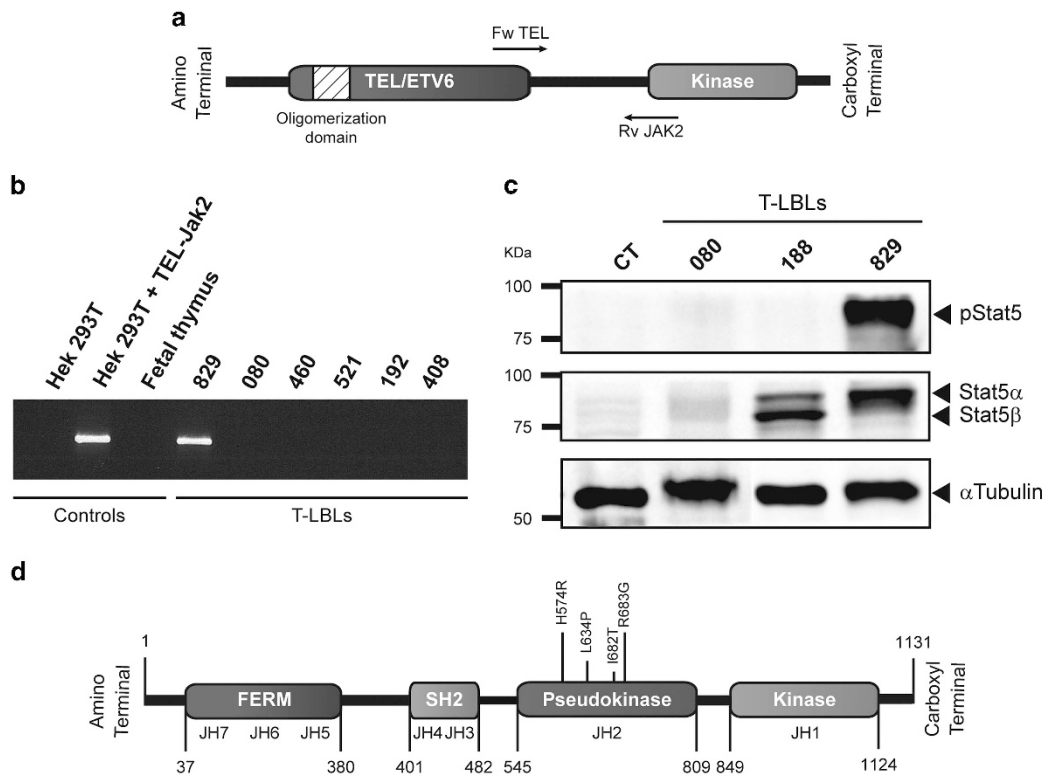 a
Fw TEL
Amino
Terminal
TEL/ETV6
Kinase
Carboxyl
Terminal
Oligomerization
domain
Rv JAK2
b
Hek 293T
Hek 293T + TEL-Jak2
Fetal thymus
829
080
460
521
192
408
Controls
T-LBLs
c
T-LBLs
KDa
CT
080
188
829
100
75
pStat5
100
75
Stat5α
Stat5β
50
αTubulin
d
H574R
L634P
I682T
R683G
1
1131
Amino
Terminal
FERM
SH2
Pseudokinase
Kinase
Carboxyl
Terminal
JH7 JH6 JH5
JH4 JH3
JH2
JH1
37 380 401 482 545 809 849 1124